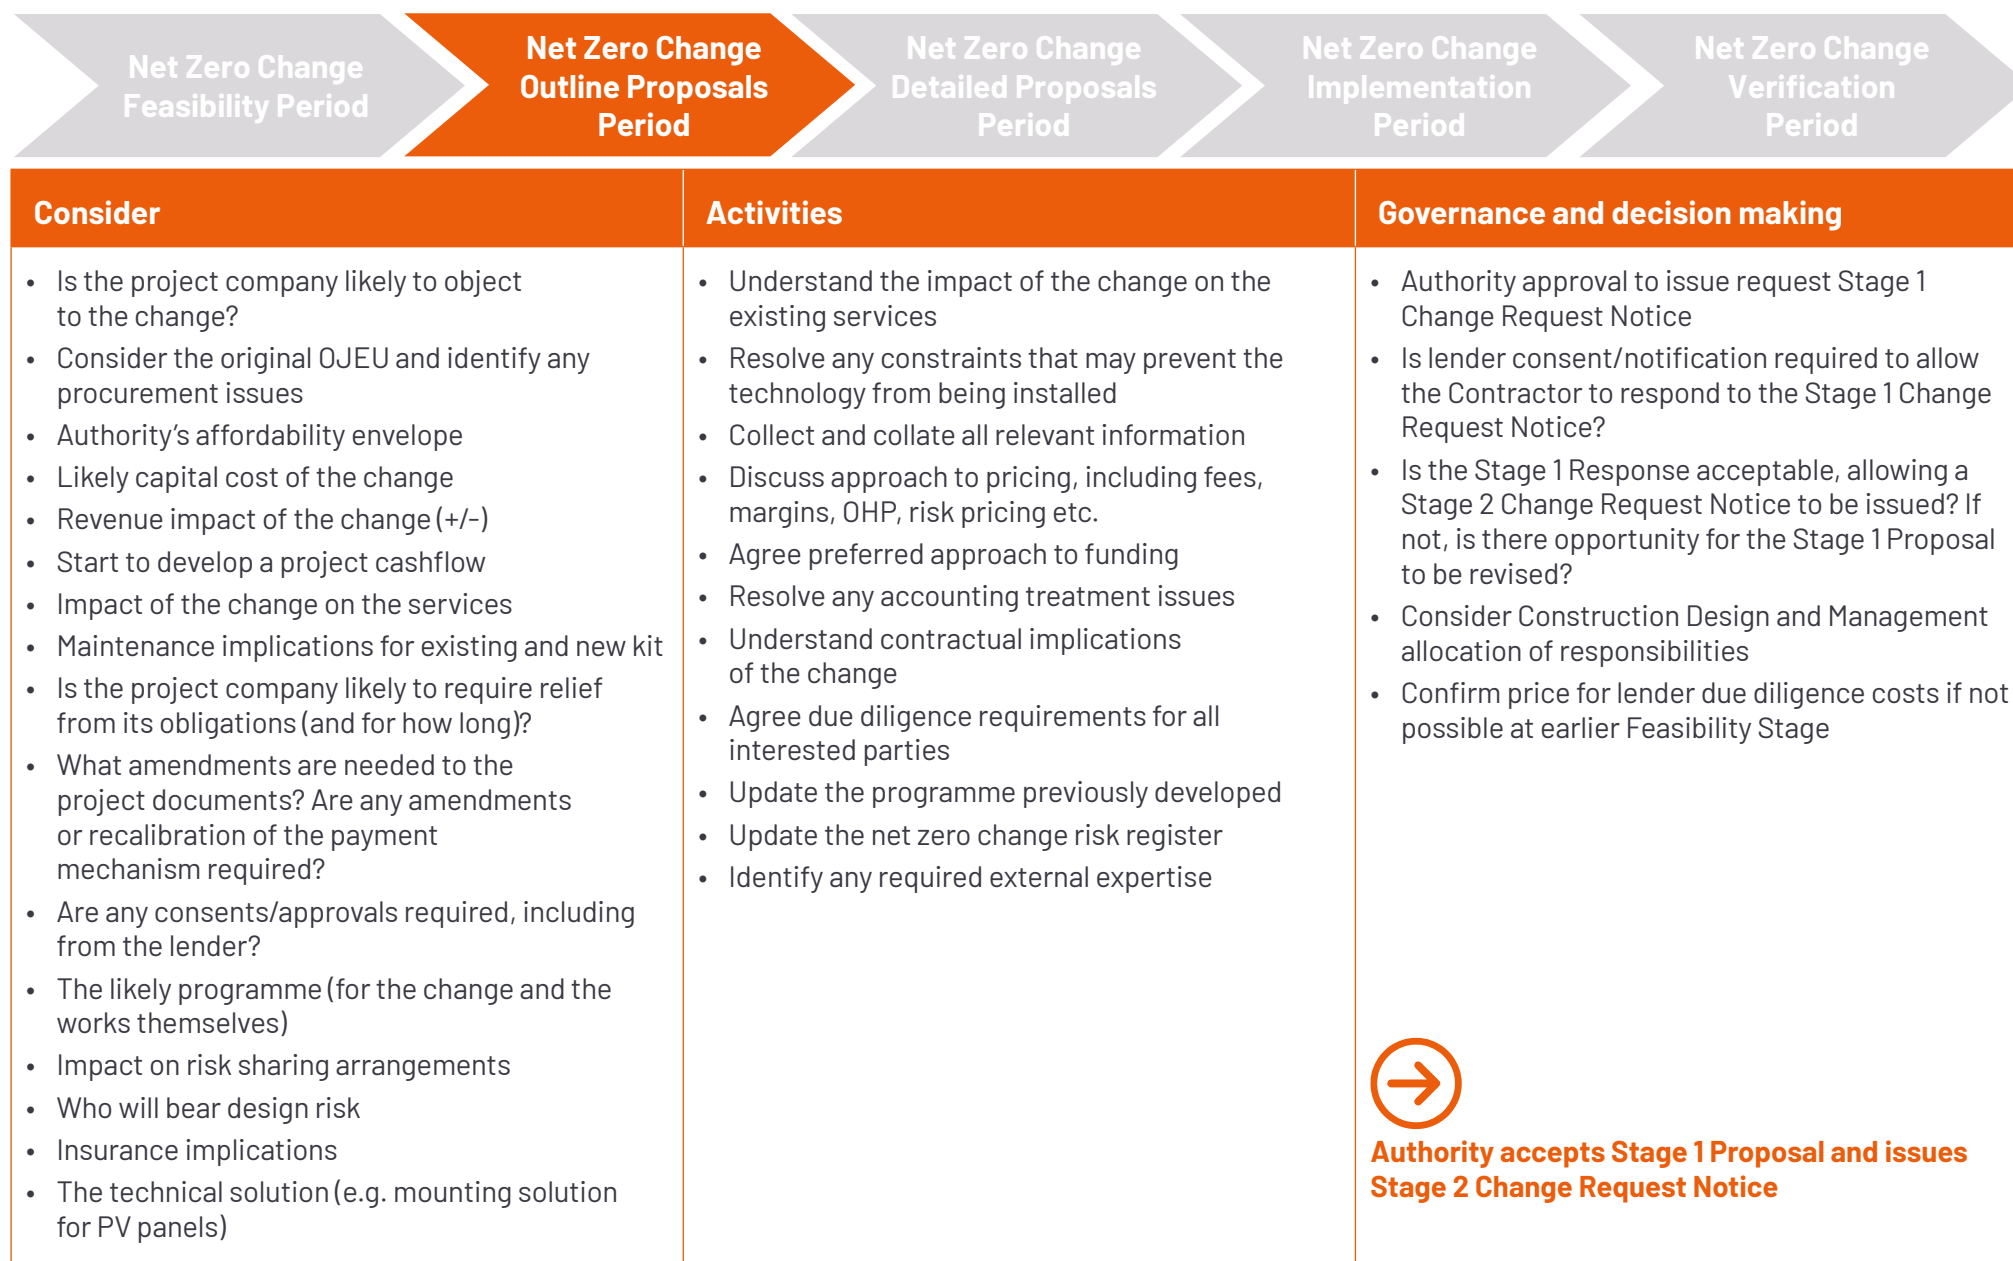 Net Zero Change
Feasibility Period
Net Zero Change
Outline Proposals
Period
Net Zero Change
Detailed Proposals
Period
Net Zero Change
Implementation
Period
Net Zero Change
Verification
Period
Consider
• Is the project company likely to object
to the change?
• Consider the original OJEU and identify any
procurement issues
• Authority’s affordability envelope
• Likely capital cost of the change
• Revenue impact of the change (+/-)
• Start to develop a project cashflow
• Impact of the change on the services
• Maintenance implications for existing and new kit
• Is the project company likely to require relief
from its obligations (and for how long)?
• What amendments are needed to the
project documents? Are any amendments
or recalibration of the payment
mechanism required?
• Are any consents/approvals required, including
from the lender?
• The likely programme (for the change and the
works themselves)
• Impact on risk sharing arrangements
• Who will bear design risk
• Insurance implications
• The technical solution (e.g. mounting solution
for PV panels)
Activities
• Understand the impact of the change on the
existing services
• Resolve any constraints that may prevent the
technology from being installed
• Collect and collate all relevant information
• Discuss approach to pricing, including fees,
margins, OHP, risk pricing etc.
• Agree preferred approach to funding
• Resolve any accounting treatment issues
• Understand contractual implications
of the change
• Agree due diligence requirements for all
interested parties
• Update the programme previously developed
• Update the net zero change risk register
• Identify any required external expertise
Governance and decision making
• Authority approval to issue request Stage 1
Change Request Notice
• Is lender consent/notification required to allow
the Contractor to respond to the Stage 1 Change
Request Notice?
• Is the Stage 1 Response acceptable, allowing a
Stage 2 Change Request Notice to be issued? If
not, is there opportunity for the Stage 1 Proposal
to be revised?
• Consider Construction Design and Management
allocation of responsibilities
• Confirm price for lender due diligence costs if not
possible at earlier Feasibility Stage
Authority accepts Stage 1 Proposal and issues
Stage 2 Change Request Notice